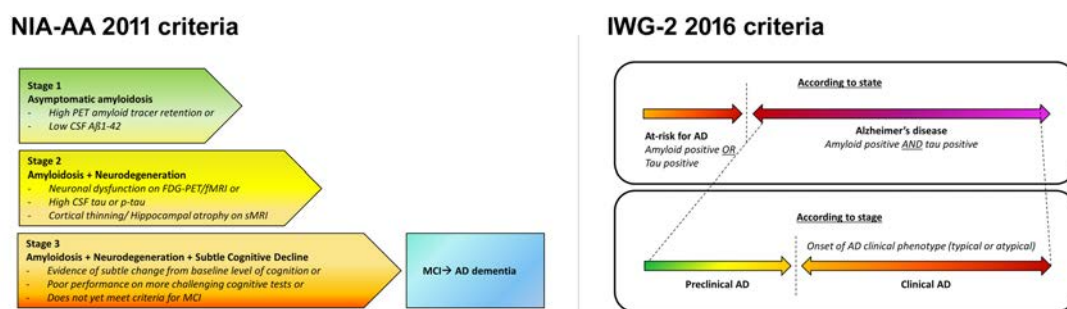 NIA-AA 2011 criteria
Stage 1
Asymptomatic amyloidosis
- High PET amyloid tracer retention or
- Low CSF Aβ1-42
Stage 2
Amyloidosis + Neurodegeneration
- Neuronal dysfunction on FDG-PET/fMRI or
- High CSF tau or p-tau
- Cortical thinning/ Hippocampal atrophy on sMRI
Stage 3
Amyloidosis + Neurodegeneration + Subtle Cognitive Decline
- Evidence of subtle change from baseline level of cognition or
- Poor performance on more challenging cognitive tests or
- Does not yet meet criteria for MCI
MCI→ AD dementia
IWG-2 2016 criteria
According to state
At-risk for AD
Amyloid positive OR
Tau positive
Alzheimer's disease
Amyloid positive AND tau positive
According to stage
Onset of AD clinical phenotype (typical or atypical)
Preclinical AD
Clinical AD